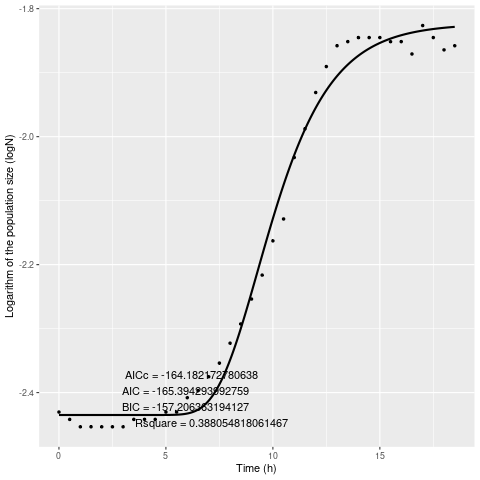 -1.8
-2.0
-2.2
-2.4
Logarithm of the population size (logN)
AICc = -164.182172780638
AIC = -165.394293992759
BIC = -157.206363194127
Rsquare = 0.388054818061467
0 5 10 15
Time (h)